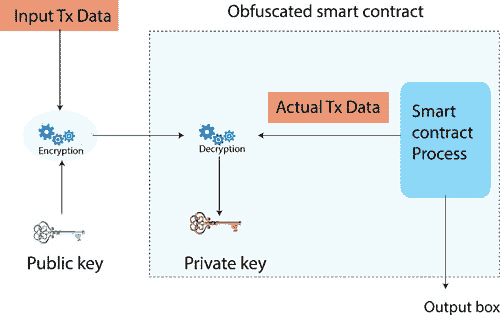 Input Tx Data
Obfuscated smart contract
Actual Tx Data
Smart
contract
Process
Encryption
Decryption
Public key
Private key
Output box